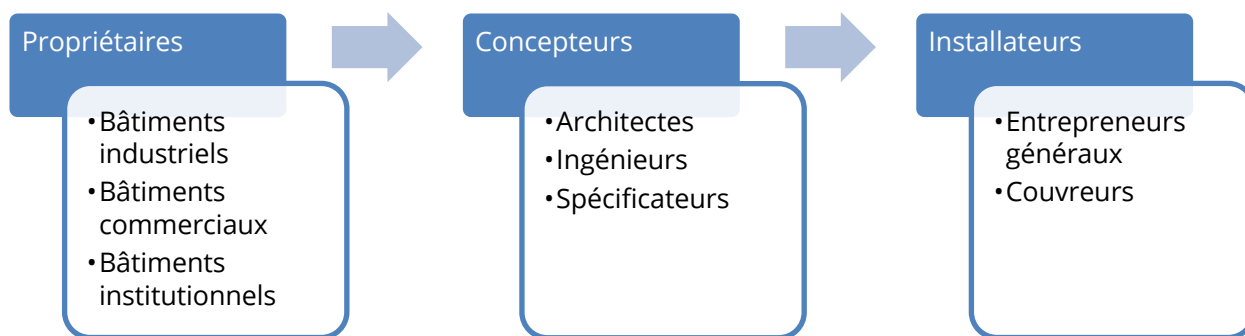 Propriétaires
•Bâtiments
industriels
•Bâtiments
commerciaux
•Bâtiments
institutionnels
Concepteurs
•Architectes
•Ingénieurs
•Spécificateurs
Installateurs
•Entrepreneurs
généraux
•Couvreurs